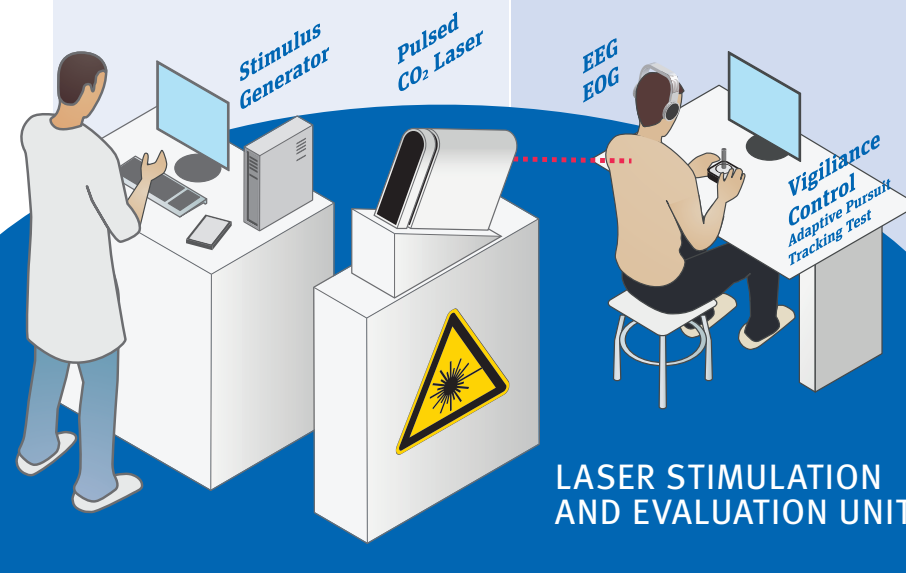 Stimulus
Generator
Pulsed
CO₂ Laser
EEG
EOG
Vigiliance
Control
Adaptive Pursuit
Tracking Test
LASER STIMULATION
AND EVALUATION UNIT